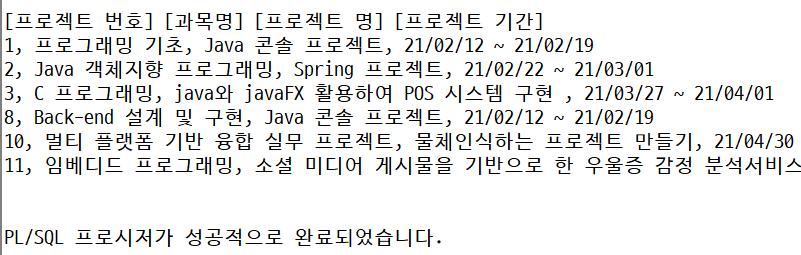 [프로젝트 번호] [과목명] [프로젝트 명] [프로젝트 기간]
1, 프로그래밍 기초, Java 콘솔 프로젝트, 21/02/12 ~ 21/02/19
2, Java 객체지향 프로그래밍, Spring 프로젝트, 21/02/22 ~ 21/03/01
3, C 프로그래밍, java와 javaFX 활용하여 POS 시스템 구현 , 21/03/27 ~ 21/04/01
8, Back-end 설계 및 구현, Java 콘솔 프로젝트, 21/02/12 ~ 21/02/19
10, 멀티 플랫폼 기반 융합 실무 프로젝트, 물체인식하는 프로젝트 만들기, 21/04/30
11, 임베디드 프로그래밍, 소셜 미디어 게시물을 기반으로 한 우울증 감정 분석서비스
PL/SQL 프로시저가 성공적으로 완료되었습니다.